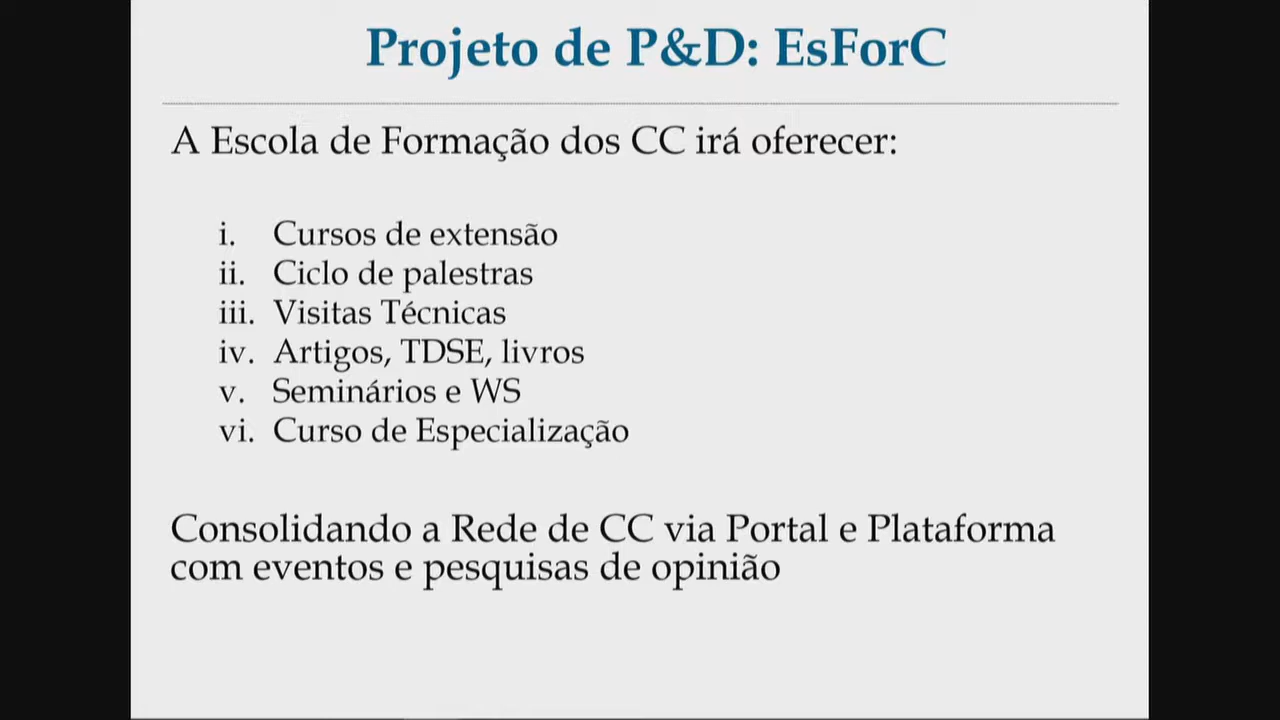 Projeto de P&D: EsForC
A Escola de Formação dos CC irá oferecer:
i. Cursos de extensão
ii. Ciclo de palestras
iii. Visitas Técnicas
iv. Artigos, TDSE, livros
v. Seminários e WS
vi. Curso de Especialização
Consolidando a Rede de CC via Portal e Plataforma
com eventos e pesquisas de opinião